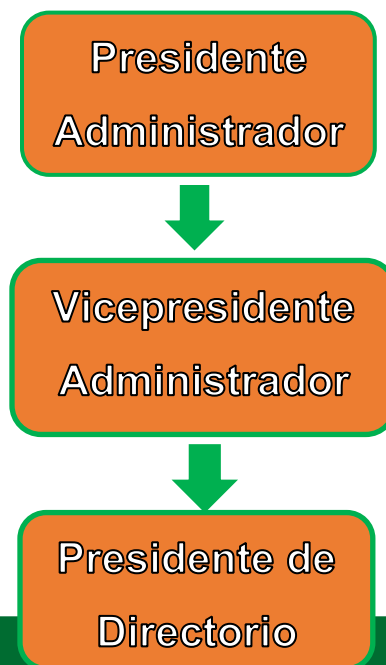 Presidente
Administrador
Vicepresidente
Administrador
Presidente de
Directorio